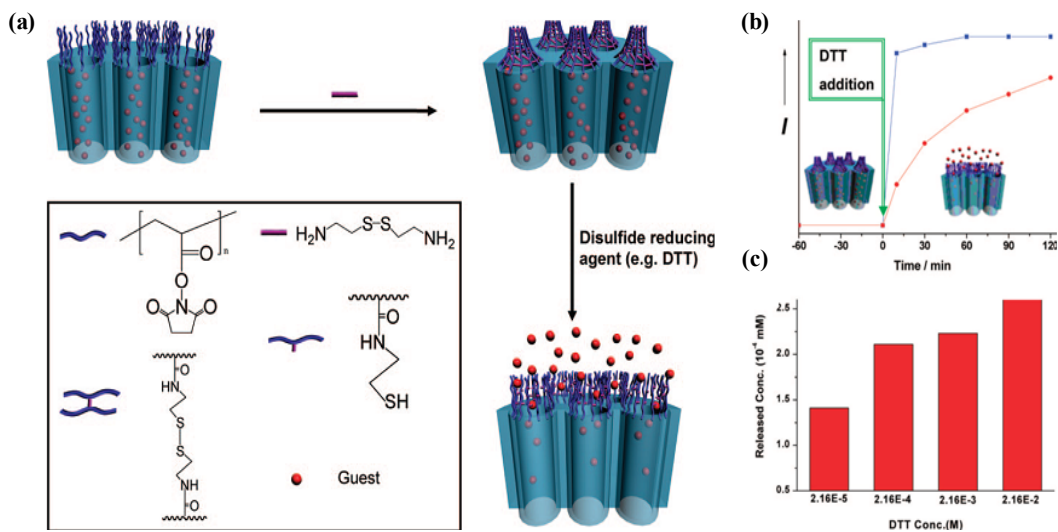 (a)
Disulfide reducing
agent (e.g. DTT)
n
O
O
N
O
O
H₂N
S-S
NH₂
O
HN
SH
O
HN
S
S
NH
O
Guest
(b)
DTT
addition
I
-60 -30 0 30 60 90 120
Time / min
(c)
Released Conc. (10⁻⁴ mM)
2.5
2.0
1.5
0.5
2.16E-5 2.16E-4 2.16E-3 2.16E-2
DTT Conc.(M)